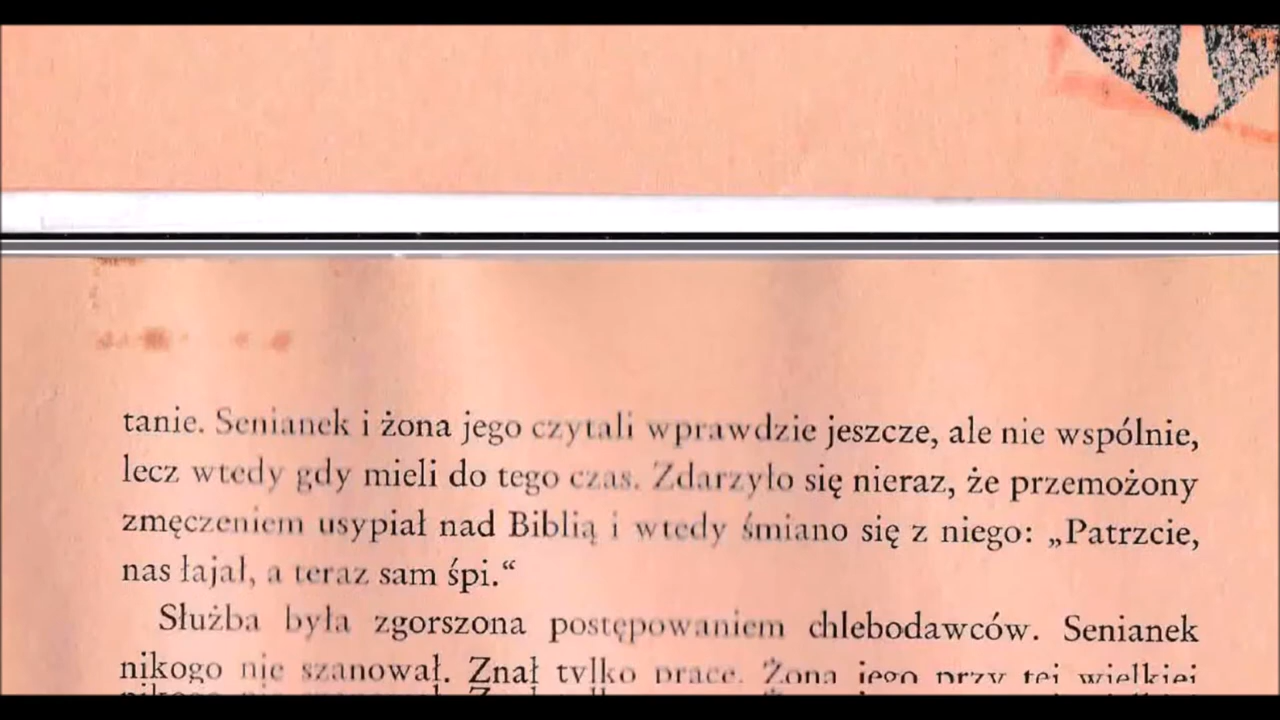 tanie. Senianek i żona jego czytali wprawdzie jeszcze, ale nie wspólnie,
lecz wtedy gdy mieli do tego czas. Zdarzyło się nieraz, że przemożony
zmęczeniem usypiał nad Biblią i wtedy śmiano się z niego: „Patrzcie,
nas łajał, a teraz sam śpi.“
Służba była zgorszona postępowaniem chlebodawców. Senianek
nikogo nie szanował. Znał tylko pracę. Żona jego przy tej wielkiej